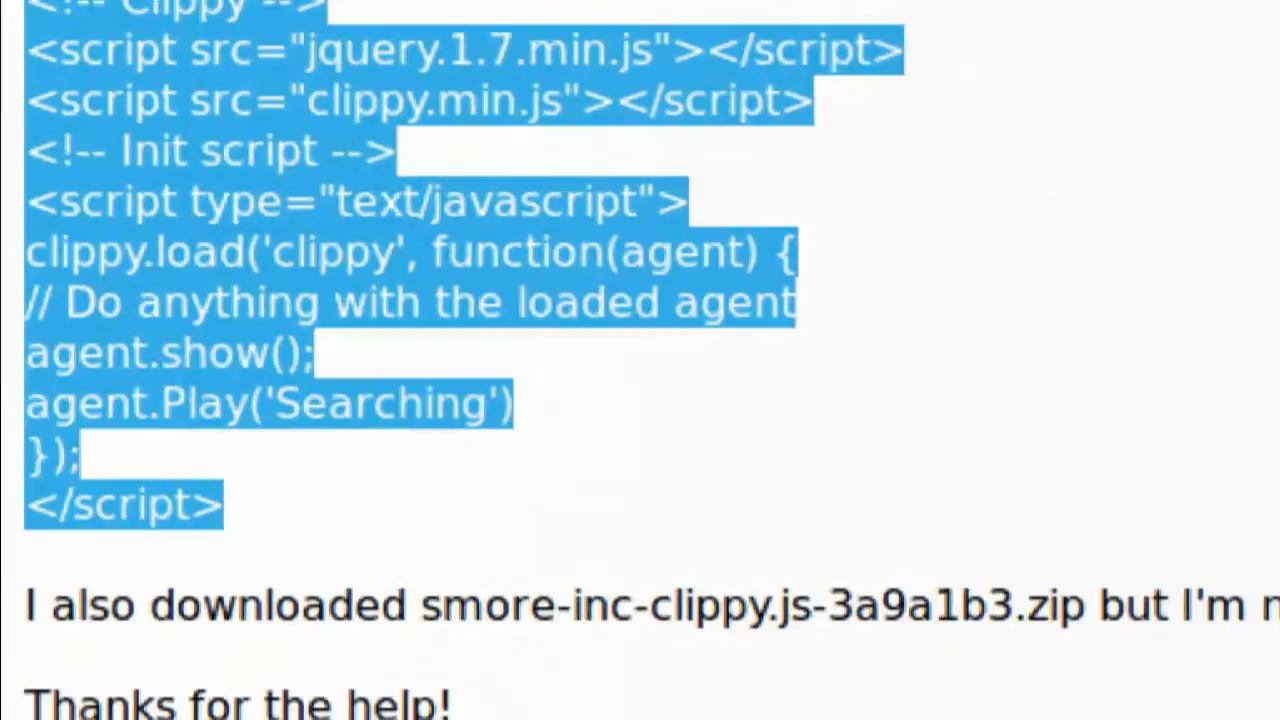 <!-- Clippy -->
<script src="jquery.1.7.min.js"></script>
<script src="clippy.min.js"></script>
<!-- Init script -->
<script type="text/javascript">
clippy.load('clippy', function(agent) {
// Do anything with the loaded agent
agent.show();
agent.Play('Searching')
});
</script>
I also downloaded smore-inc-clippy.js-3a9a1b3.zip but I'm
Thanks for the help!